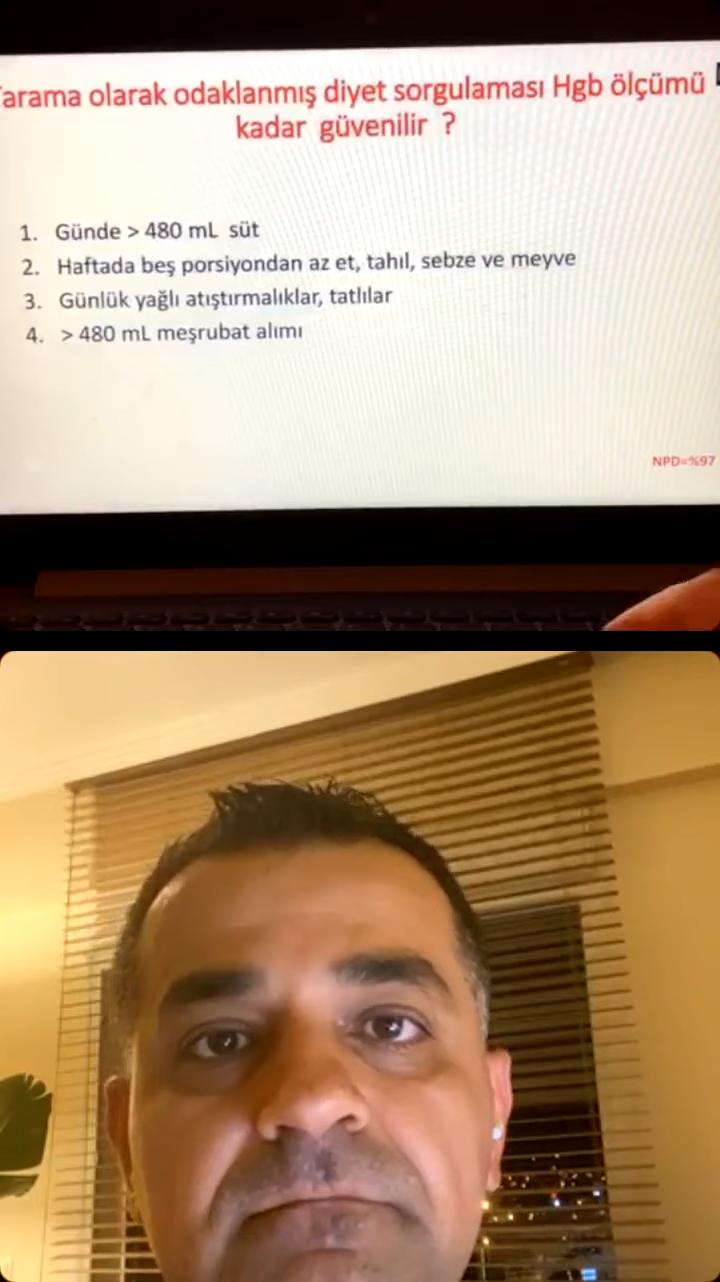 arama olarak odaklanmış diyet sorgulaması Hgb ölçümü
kadar güvenilir ?
1. Günde > 480 mL süt
2. Haftada beş porsiyondan az et, tahıl, sebze ve meyve
3. Günlük yağlı atıştırmalıklar, tatlılar
4. > 480 mL meşrubat alımı
NPD=%97